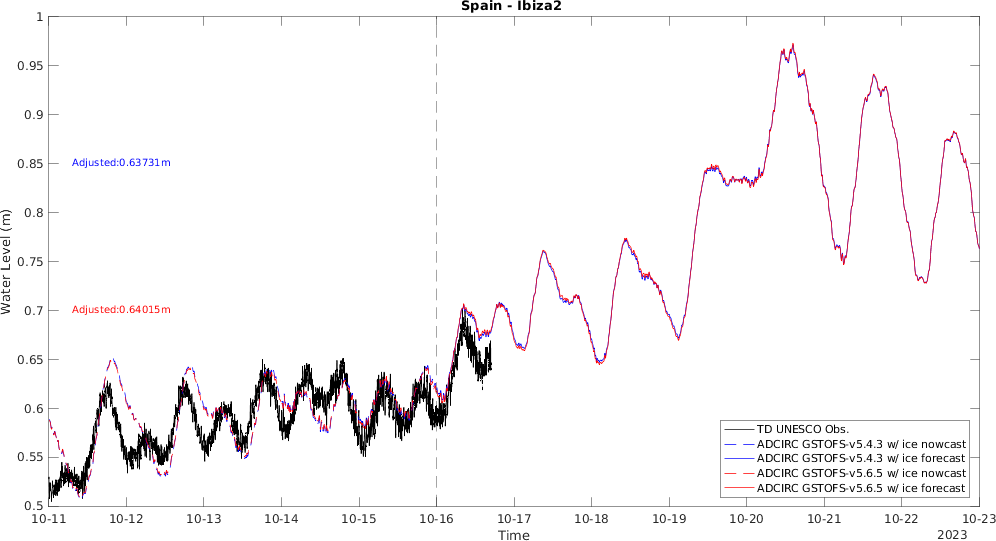 Spain - Ibiza2
1
0.95
0.9
0.85
0.8
0.75
0.7
0.65
0.6
0.55
0.5
Water Level (m)
Adjusted:0.63731m
Adjusted:0.64015m
TD UNESCO Obs.
ADCIRC GSTOFS-v5.4.3 w/ ice nowcast
ADCIRC GSTOFS-v5.4.3 w/ ice forecast
ADCIRC GSTOFS-v5.6.5 w/ ice nowcast
ADCIRC GSTOFS-v5.6.5 w/ ice forecast
10-11 10-12 10-13 10-14 10-15 10-16 10-17 10-18 10-19 10-20 10-21 10-22 10-23
Time
2023